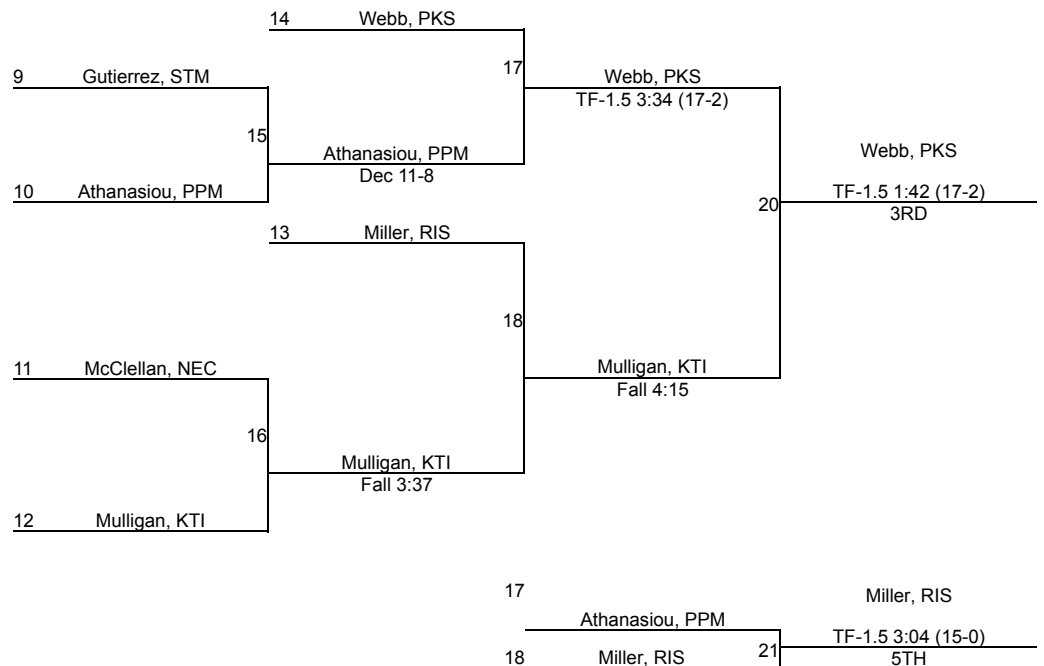 14 Webb, PKS
9 Gutierrez, STM
17
Webb, PKS
TF-1.5 3:34 (17-2)
15
Athanasiou, PPM
Dec 11-8
Webb, PKS
10 Athanasiou, PPM
20
TF-1.5 1:42 (17-2)
3RD
13 Miller, RIS
18
11 McClellan, NEC
Mulligan, KTI
Fall 4:15
16
Mulligan, KTI
Fall 3:37
12 Mulligan, KTI
17
Miller, RIS
Athanasiou, PPM
TF-1.5 3:04 (15-0)
18 Miller, RIS
21
5TH